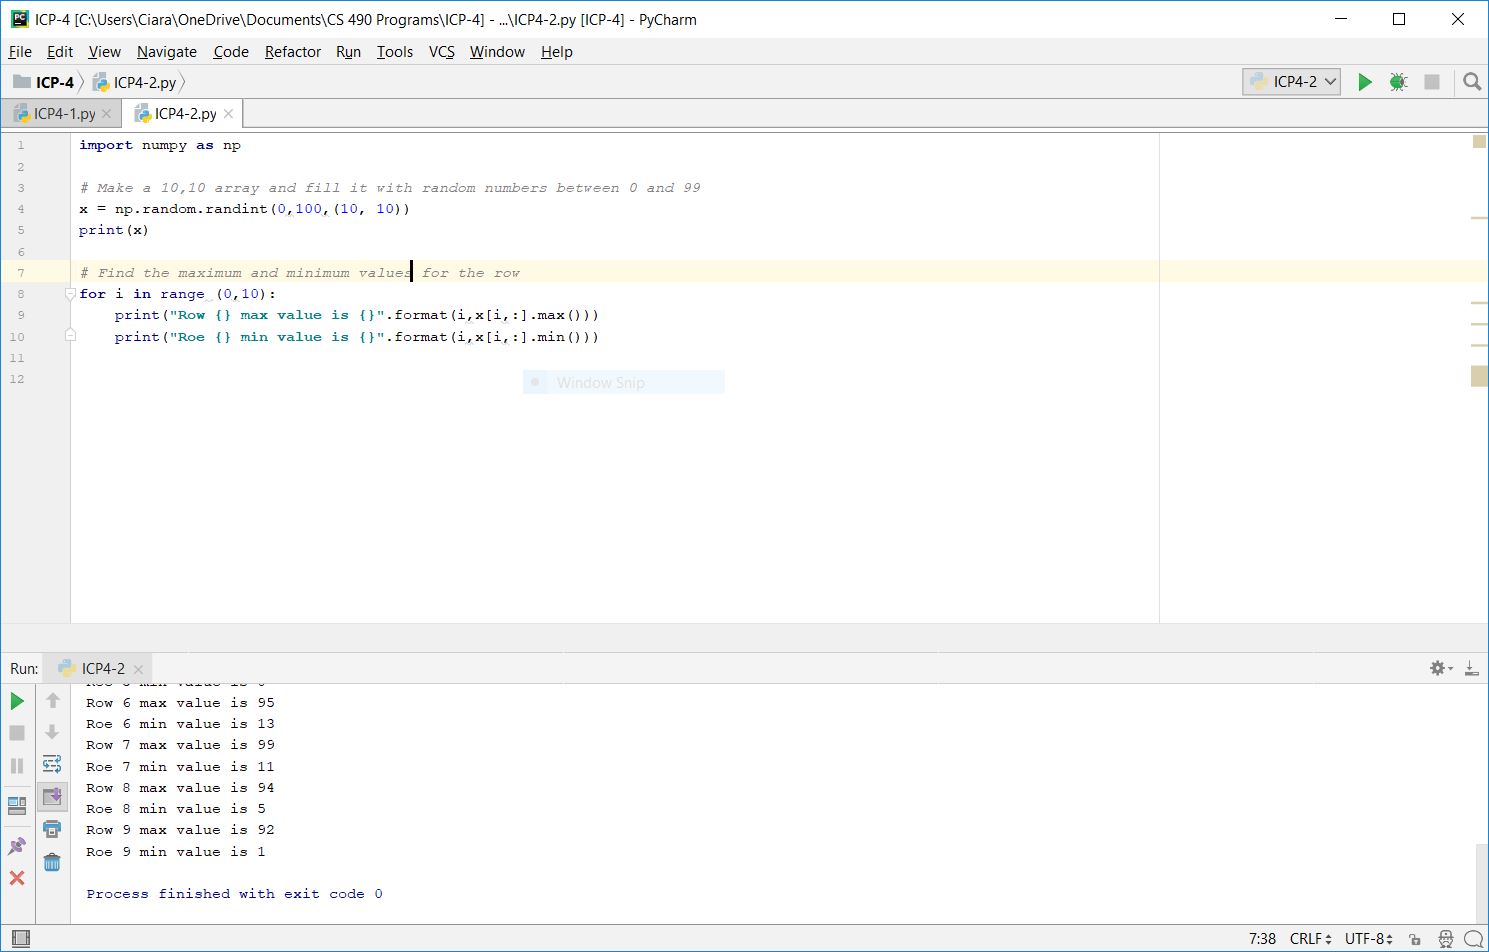 ICP-4 [C:\Users\Ciara\OneDrive\Documents\CS 490 Programs\ICP-4] - ...\ICP4-2.py [ICP-4] - PyCharm
File Edit View Navigate Code Refactor Run Tools VCS Window Help
ICP-4 ICP4-2.py ICP4-2
ICP4-1.py ICP4-2.py
1 import numpy as np
2
3 # Make a 10,10 array and fill it with random numbers between 0 and 99
4 x = np.random.randint(0,100,(10, 10))
5 print(x)
6
7 # Find the maximum and minimum values for the row
8 for i in range (0,10):
9 print("Row {} max value is {}".format(i,x[i,:].max()))
10 print("Roe {} min value is {}".format(i,x[i,:].min()))
11
12
Window Snip
Run: ICP4-2
min value is
Row 6 max value is 95
Roe 6 min value is 13
Row 7 max value is 99
Roe 7 min value is 11
Row 8 max value is 94
Roe 8 min value is 5
Row 9 max value is 92
Roe 9 min value is 1
Process finished with exit code 0
7:38 CRLF UTF-8